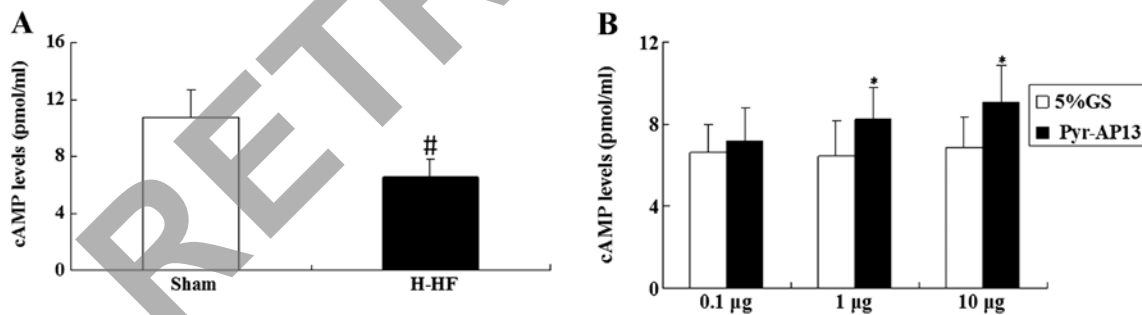 A
cAMP levels (pmol/ml)
16
12
8
4
0
#
Sham H-HF
B
cAMP levels (pmol/ml)
12
8
4
0
*
*
5%GS
Pyr-AP13
0.1 µg 1 µg 10 µg
RETR